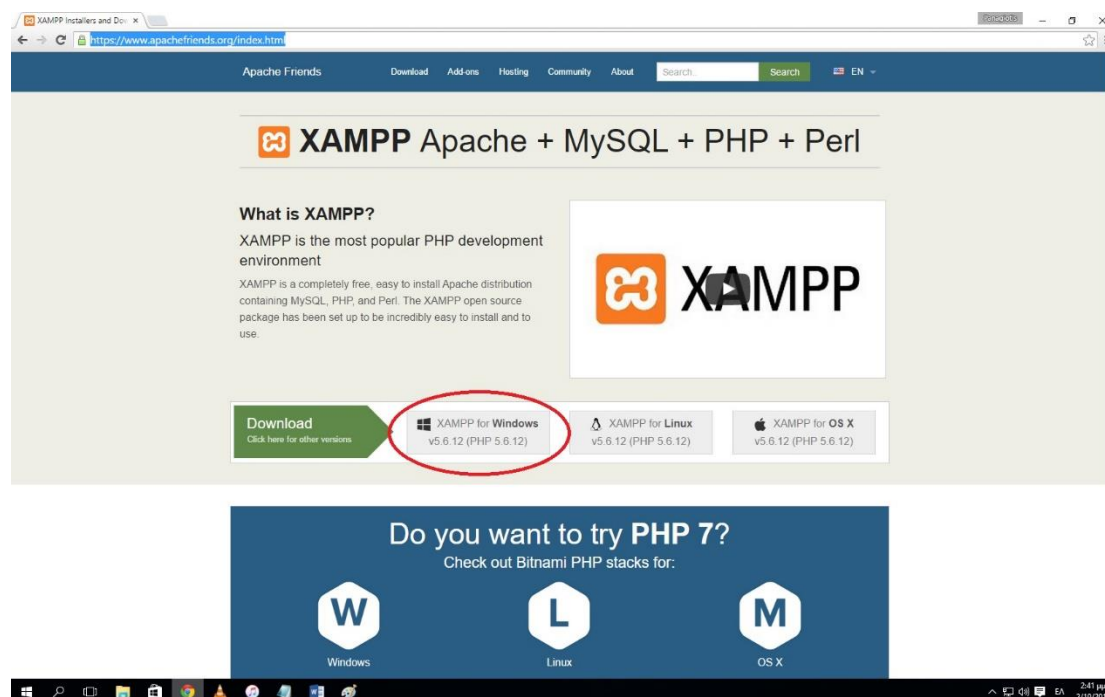 XAMPP Installers and Dov
https://www.apachefriends.org/index.html
Apache Friends
Download Add-ons Hosting Community About Search... Search EN
XAMPP Apache + MySQL + PHP + Perl
What is XAMPP?
XAMPP is the most popular PHP development
environment
XAMPP is a completely free, easy to install Apache distribution
containing MySQL, PHP, and Perl. The XAMPP open source
package has been set up to be incredibly easy to install and to
use.
XAMPP
Download
Click here for other versions
XAMPP for Windows
v5.6.12 (PHP 5.6.12)
XAMPP for Linux
v5.6.12 (PHP 5.6.12)
XAMPP for OS X
v5.6.12 (PHP 5.6.12)
Do you want to try PHP 7?
Check out Bitnami PHP stacks for:
W L M
Windows Linux OS X
ΕΛ 2:41 μμ